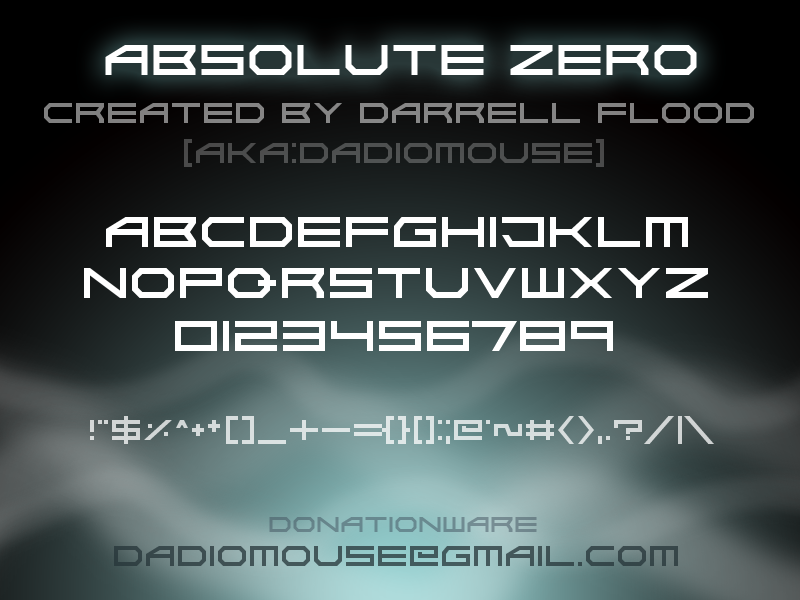 ABSOLUTE ZERO
CREATED BY DARRELL FLOOD
[AKA:DADIOMOUSE]
ABCDEFGHIJKLM
NOPQRSTUVWXYZ
0123456789
!"$%^+*[]_+-={}[]:;@'~#<>,.?/|\
DONATIONWARE
DADIOMOUSE@GMAIL.COM